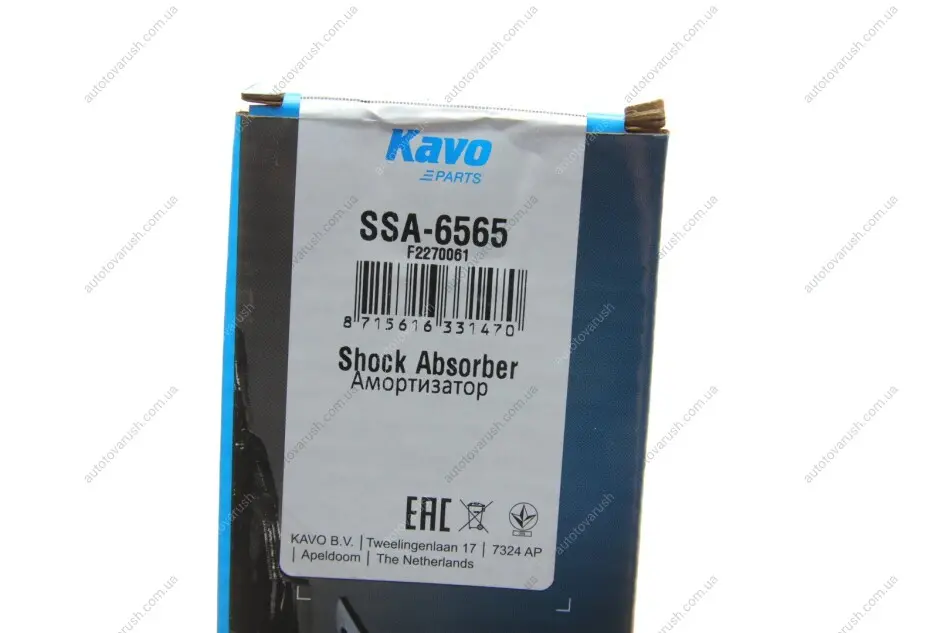 Kavo
PARTS
SSA-6565
F2270061
8 715616 331470
Shock Absorber
Амортизатор
EAC
KAVO B.V. | Tweelingenlaan 17 | 7324 AP
| Apeldoorn | The Netherlands
autotovarush.com.ua